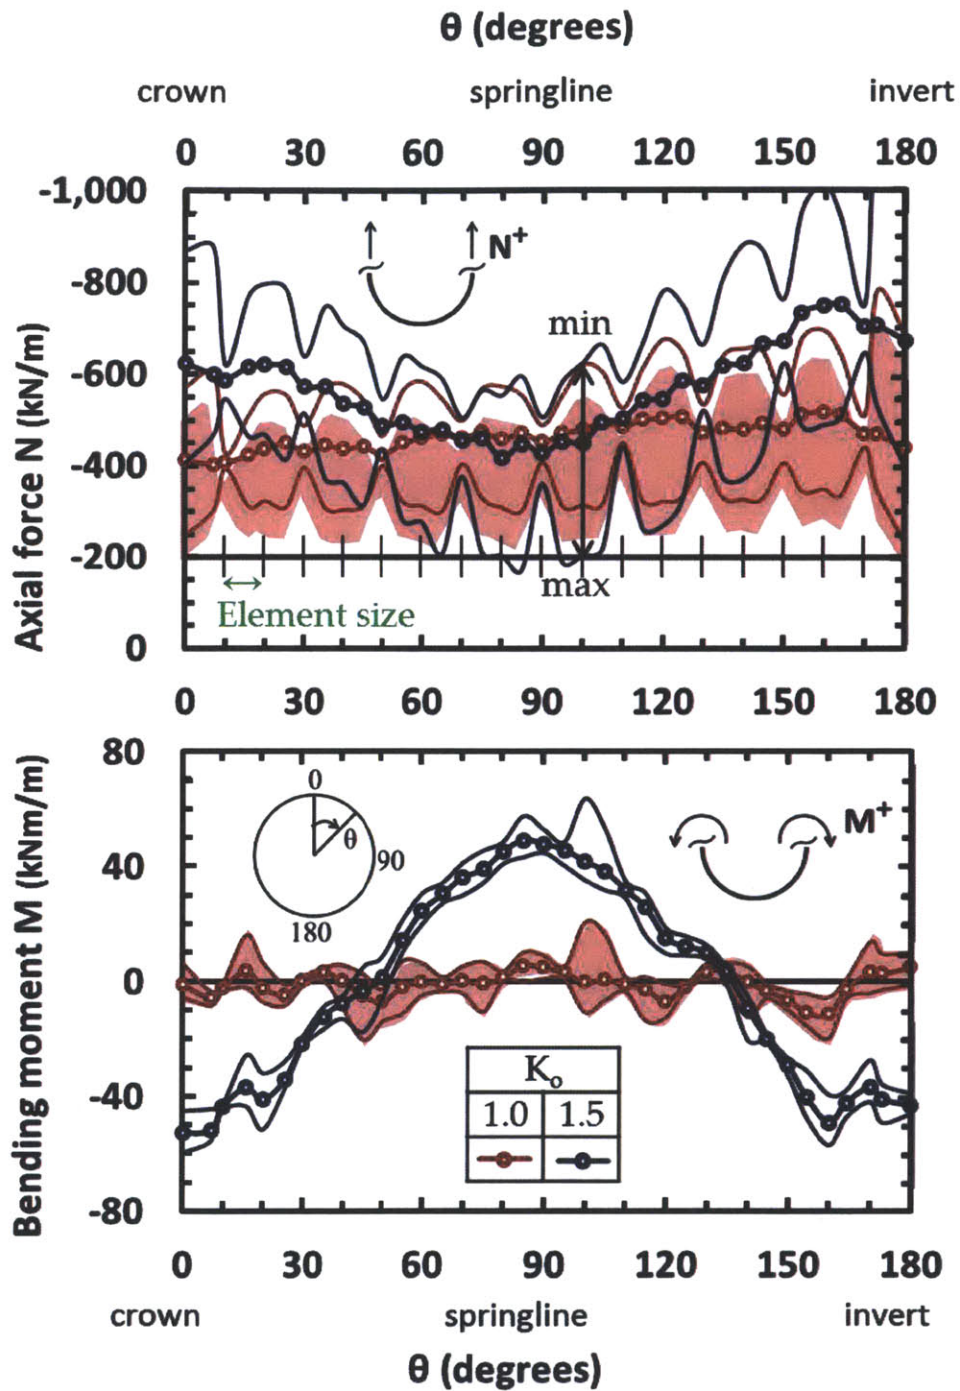 θ (degrees)
crown springline invert
0 30 60 90 120 150 180
-1,000
-800
-600
-400
-200
0
Axial force N (kN/m)
N⁺
min
max
Element size
0 30 60 90 120 150 180
80
40
0
-40
-80
Bending moment M (kNm/m)
0
θ
90
180
M⁺
Kₒ
1.0 1.5
0 30 60 90 120 150 180
crown springline invert
θ (degrees)